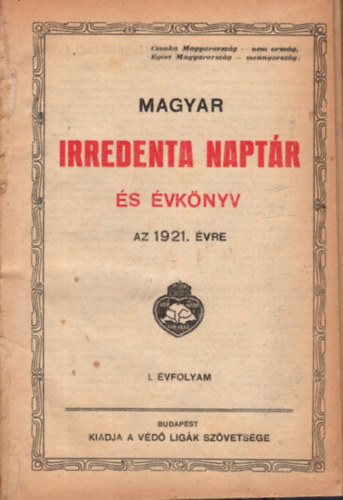 Csonka Magyarország – nem ország,
Egész Magyarország – mennyország.
MAGYAR
IRREDENTA NAPTÁR
ÉS ÉVKÖNYV
AZ 1921. ÉVRE
I. ÉVFOLYAM
BUDAPEST
KIADJA A VÉDŐ LIGÁK SZÖVETSÉGE